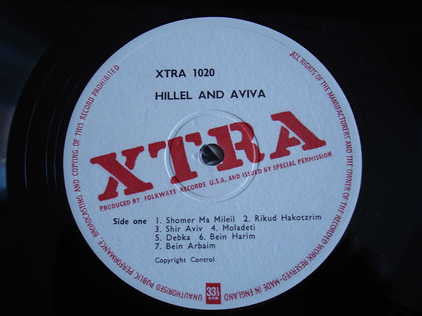 XTRA 1020
HILLEL AND AVIVA
XTRA
PRODUCED BY FOLKWAYS RECORDS U.S.A. AND ISSUED BY SPECIAL PERMISSION
Side one 1. Shomer Ma Mileil 2. Rikud Hakotzrim
3. Shir Aviv 4. Moladeti
5. Debka 6. Bein Harim
7. Bein Arbaim
Copyright Control
33⅓
ALL RIGHTS OF THE MANUFACTURERS AND THE OWNER OF THE RECORDED WORK RESERVED-MADE IN ENGLAND
UNAUTHORISED PUBLIC PERFORMANCE, BROADCASTING AND COPYING OF THIS RECORD PROHIBITED